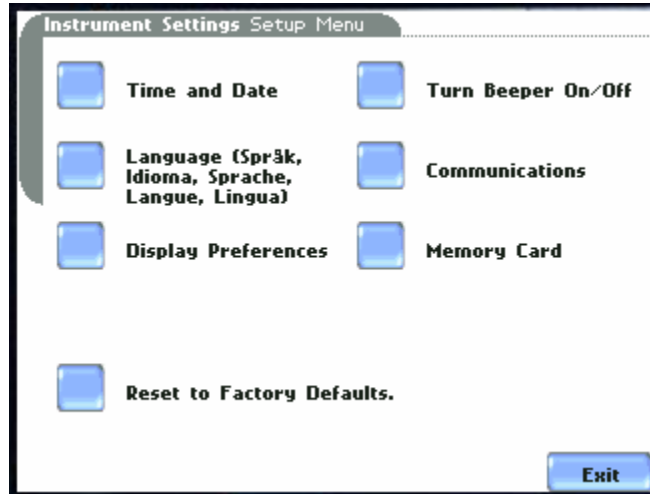 Instrument Settings Setup Menu
Time and Date
Turn Beeper On/Off
Language (Språk,
Idioma, Sprache,
Langue, Lingua)
Communications
Display Preferences
Memory Card
Reset to Factory Defaults.
Exit